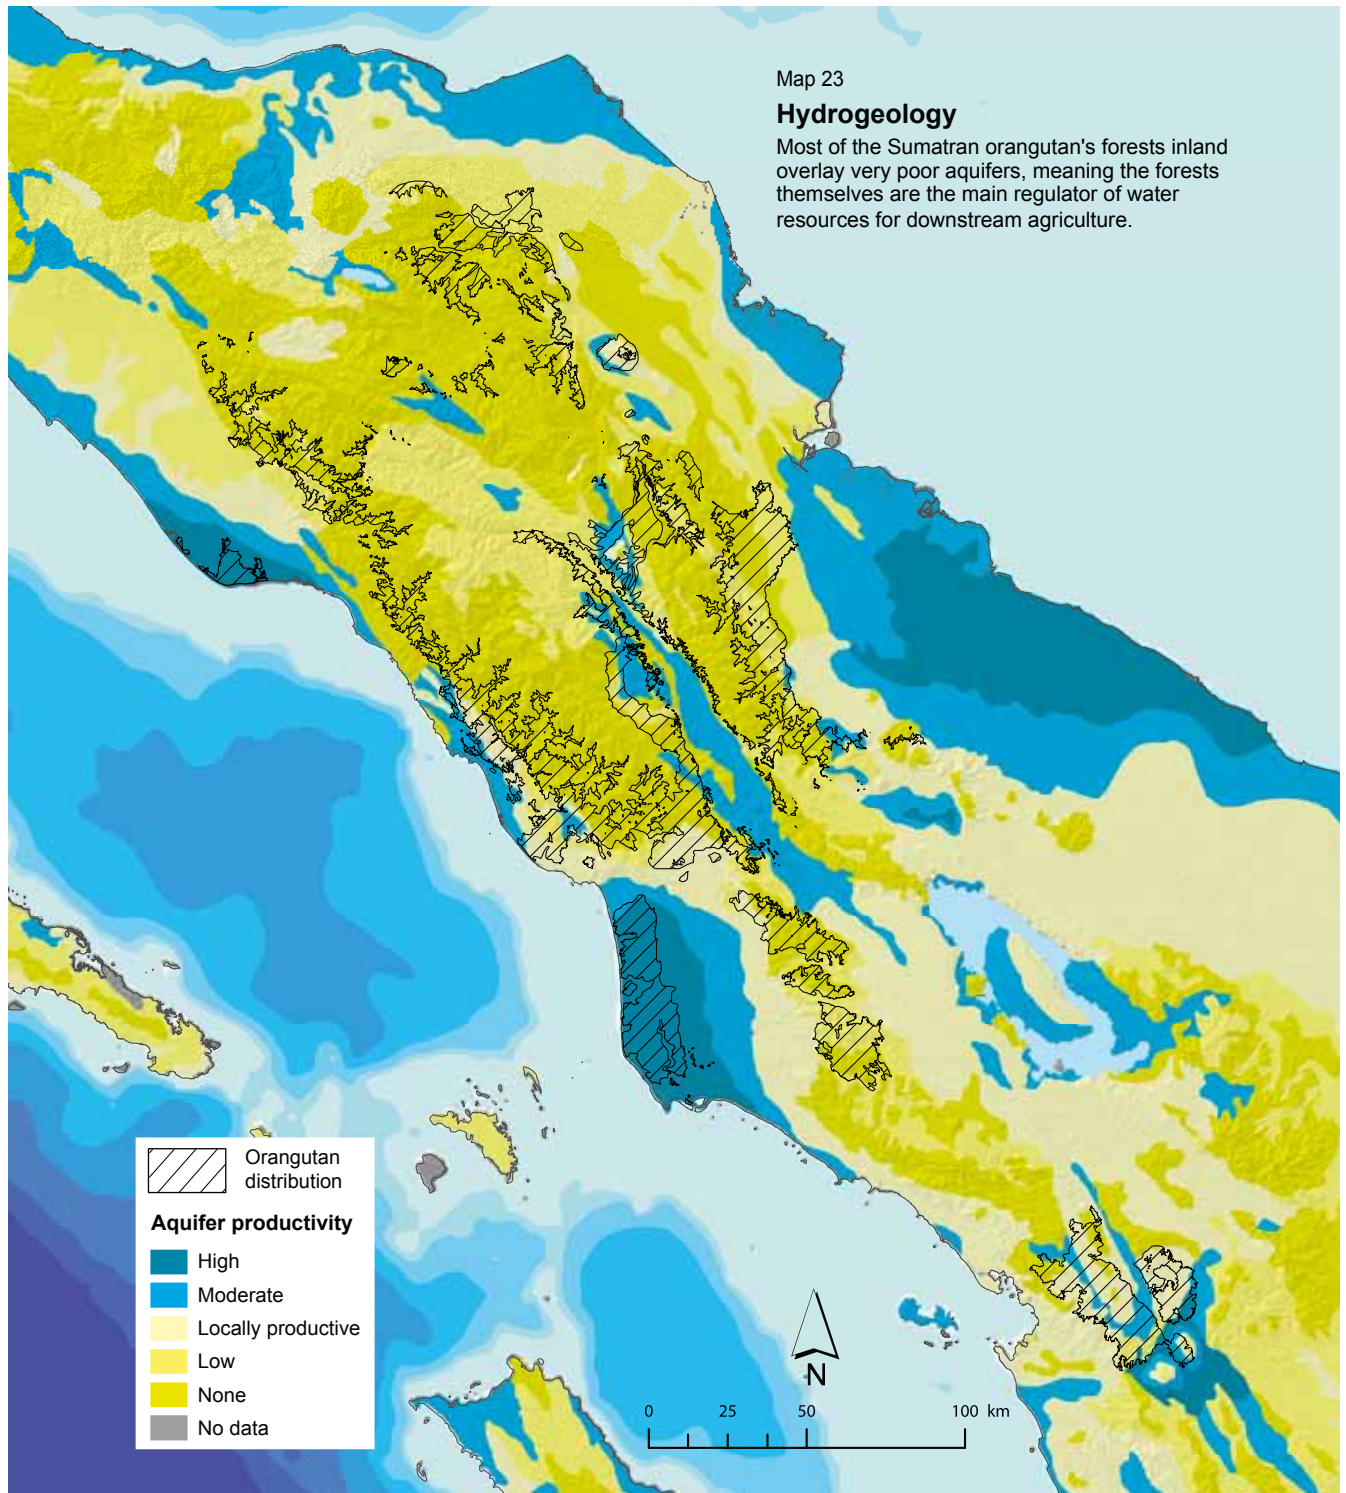 Map 23
Hydrogeology
Most of the Sumatran orangutan's forests inland
overlay very poor aquifers, meaning the forests
themselves are the main regulator of water
resources for downstream agriculture.
Orangutan
distribution
Aquifer productivity
High
Moderate
Locally productive
Low
None
No data
N
0 25 50 100 km